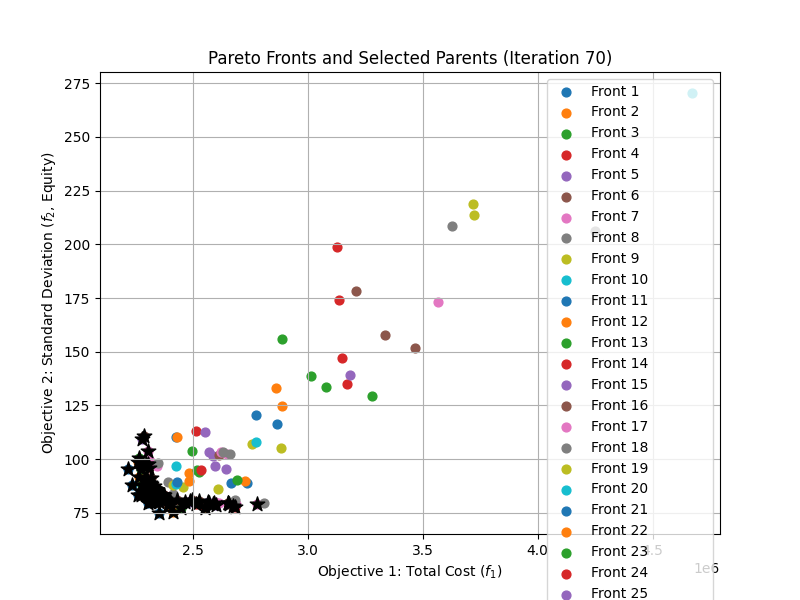 Pareto Fronts and Selected Parents (Iteration 70)
Objective 2: Standard Deviation (f₂, Equity)
275
250
225
200
175
150
125
100
75
2.5
3.0
3.5
4.0
4.5
1e6
Objective 1: Total Cost (f₁)
Front 1
Front 2
Front 3
Front 4
Front 5
Front 6
Front 7
Front 8
Front 9
Front 10
Front 11
Front 12
Front 13
Front 14
Front 15
Front 16
Front 17
Front 18
Front 19
Front 20
Front 21
Front 22
Front 23
Front 24
Front 25